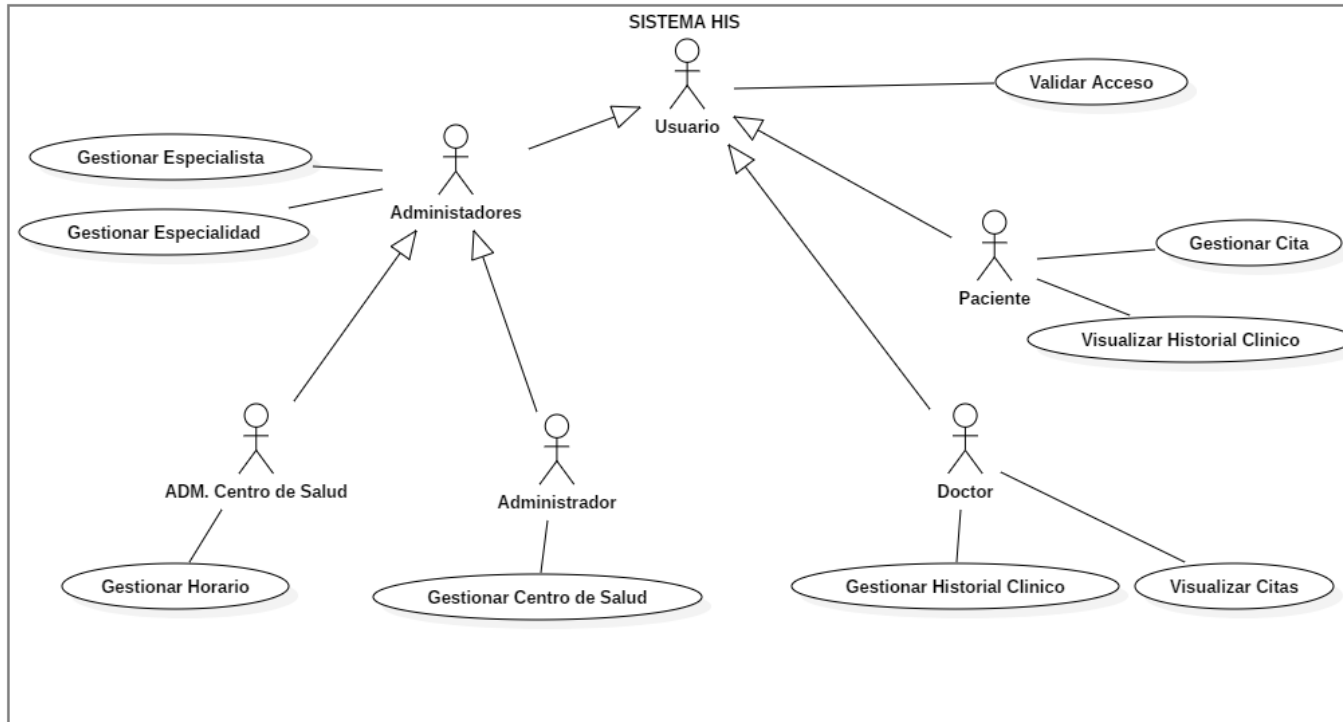 SISTEMA HIS
Validar Acceso
Usuario
Gestionar Especialista
Administadores
Gestionar Especialidad
Gestionar Cita
Paciente
Visualizar Historial Clinico
ADM. Centro de Salud
Administrador
Doctor
Gestionar Horario
Gestionar Centro de Salud
Gestionar Historial Clinico
Visualizar Citas